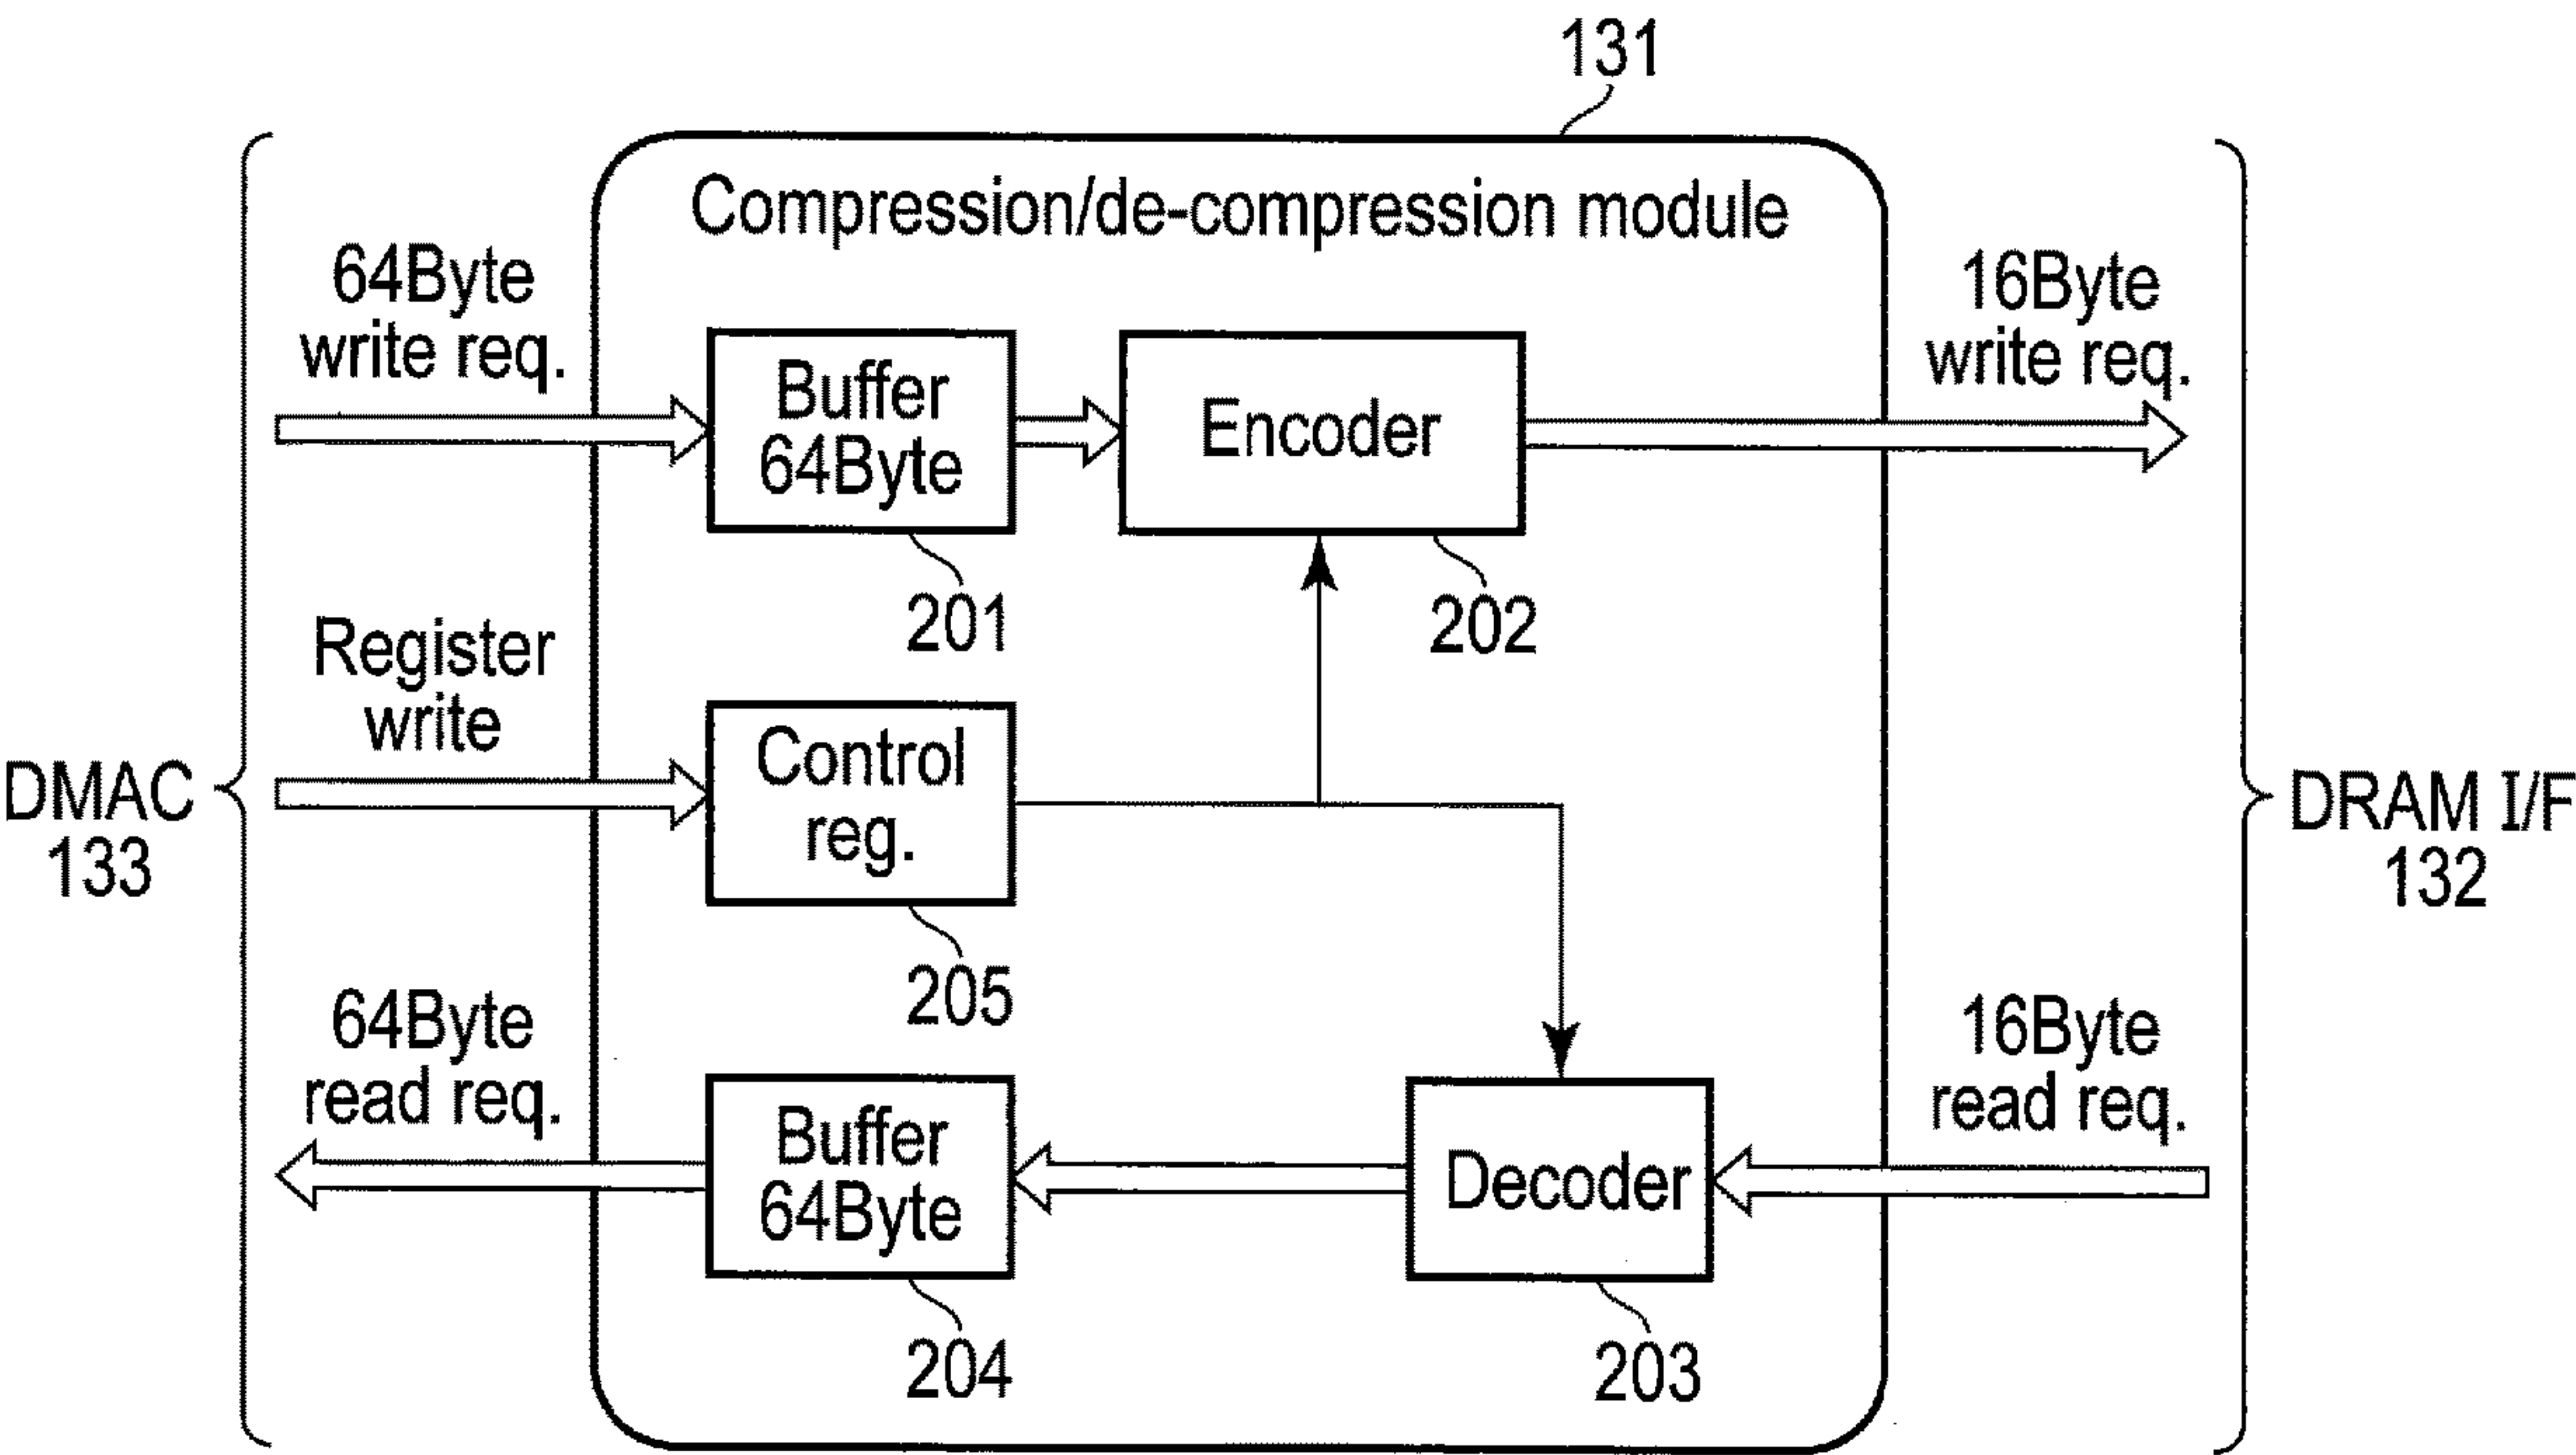 131
Compression/de-compression module
64Byte
write req.
16Byte
write req.
Buffer
64Byte
Encoder
201
202
Register
write
Control
reg.
DMAC
133
DRAM I/F
132
205
64Byte
read req.
16Byte
read req.
Buffer
64Byte
Decoder
204
203